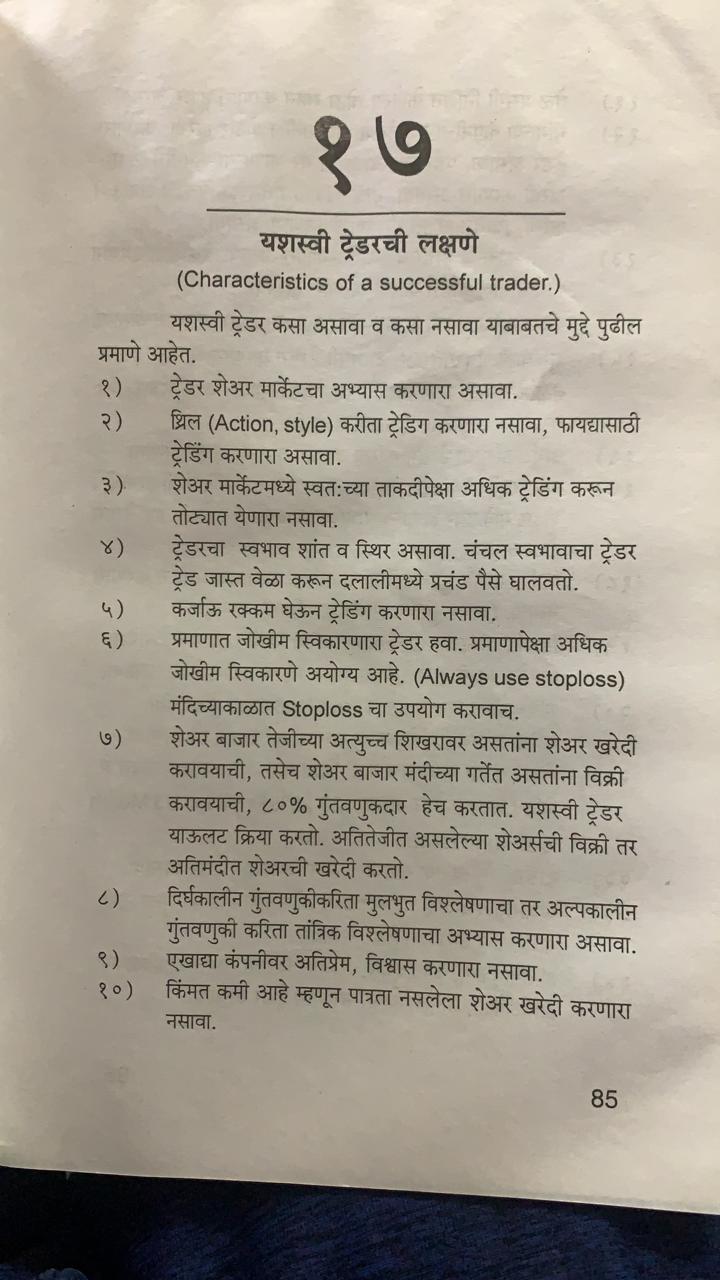 १७
यशस्वी ट्रेडरची लक्षणे
(Characteristics of a successful trader.)
यशस्वी ट्रेडर कसा असावा व कसा नसावा याबाबतचे मुद्दे पुढील
प्रमाणे आहेत.
१) ट्रेडर शेअर मार्केटचा अभ्यास करणारा असावा.
२) थ्रिल (Action, style) करीता ट्रेडिग करणारा नसावा, फायद्यासाठी
ट्रेडिंग करणारा असावा.
३) शेअर मार्केटमध्ये स्वत:च्या ताकदीपेक्षा अधिक ट्रेडिंग करून
तोट्यात येणारा नसावा.
४) ट्रेडरचा स्वभाव शांत व स्थिर असावा. चंचल स्वभावाचा ट्रेडर
ट्रेड जास्त वेळा करून दलालीमध्ये प्रचंड पैसे घालवतो.
५) कर्जाऊ रक्कम घेऊन ट्रेडिंग करणारा नसावा.
६) प्रमाणात जोखीम स्विकारणारा ट्रेडर हवा. प्रमाणापेक्षा अधिक
जोखीम स्विकारणे अयोग्य आहे. (Always use stoploss)
मंदिच्याकाळात Stoploss चा उपयोग करावाच.
७) शेअर बाजार तेजीच्या अत्युच्च शिखरावर असतांना शेअर खरेदी
करावयाची, तसेच शेअर बाजार मंदीच्या गर्तेत असतांना विक्री
करावयाची, ८०% गुंतवणुकदार हेच करतात. यशस्वी ट्रेडर
याऊलट क्रिया करतो. अतितेजीत असलेल्या शेअर्सची विक्री तर
अतिमंदीत शेअरची खरेदी करतो.
८) दिर्घकालीन गुंतवणुकीकरिता मुलभुत विश्लेषणाचा तर अल्पकालीन
गुंतवणुकी करिता तांत्रिक विश्लेषणाचा अभ्यास करणारा असावा.
९) एखाद्या कंपनीवर अतिप्रेम, विश्वास करणारा नसावा.
१०) किंमत कमी आहे म्हणून पात्रता नसलेला शेअर खरेदी करणारा
नसावा.
85